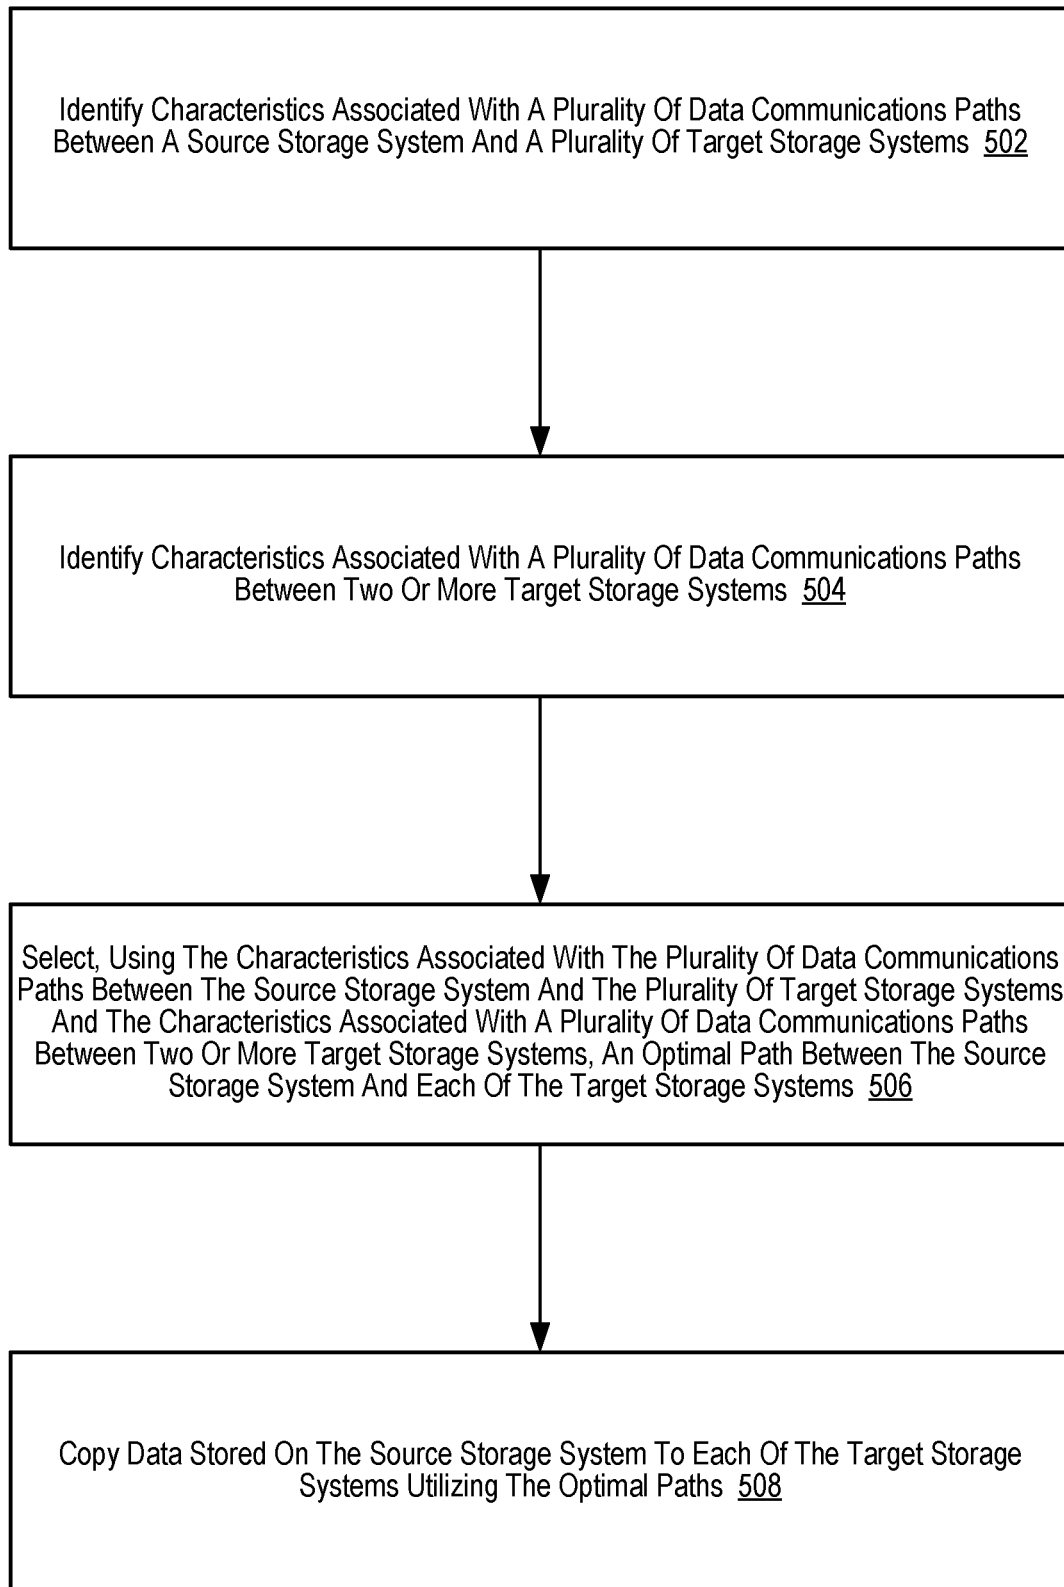 Identify Characteristics Associated With A Plurality Of Data Communications Paths
Between A Source Storage System And A Plurality Of Target Storage Systems 502
Identify Characteristics Associated With A Plurality Of Data Communications Paths
Between Two Or More Target Storage Systems 504
Select, Using The Characteristics Associated With The Plurality Of Data Communications
Paths Between The Source Storage System And The Plurality Of Target Storage Systems
And The Characteristics Associated With A Plurality Of Data Communications Paths
Between Two Or More Target Storage Systems, An Optimal Path Between The Source
Storage System And Each Of The Target Storage Systems 506
Copy Data Stored On The Source Storage System To Each Of The Target Storage
Systems Utilizing The Optimal Paths 508